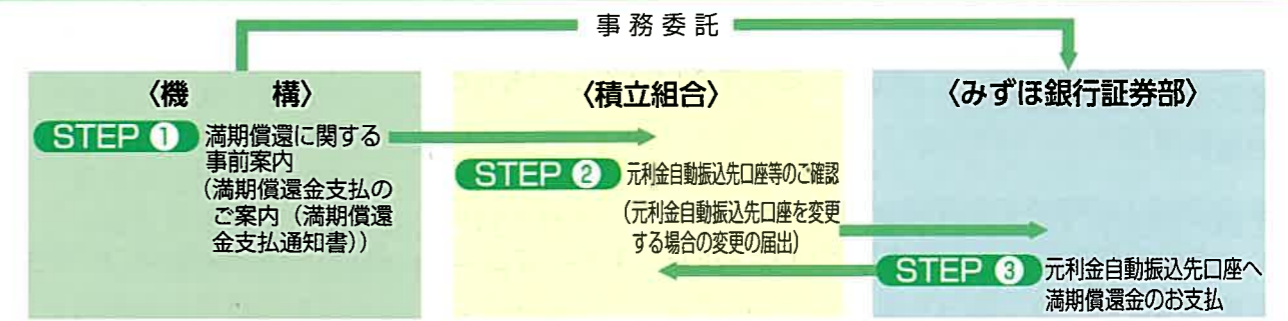 事務委託
〈機　　構〉
STEP ❶ 満期償還に関する
事前案内
(満期償還金支払の
ご案内（満期償還
金支払通知書))
〈積立組合〉
STEP ❷ 元利金自動振込先口座等のご確認
(元利金自動振込先口座を変更
する場合の変更の届出)
〈みずほ銀行証券部〉
STEP ❸ 元利金自動振込先口座へ
満期償還金のお支払